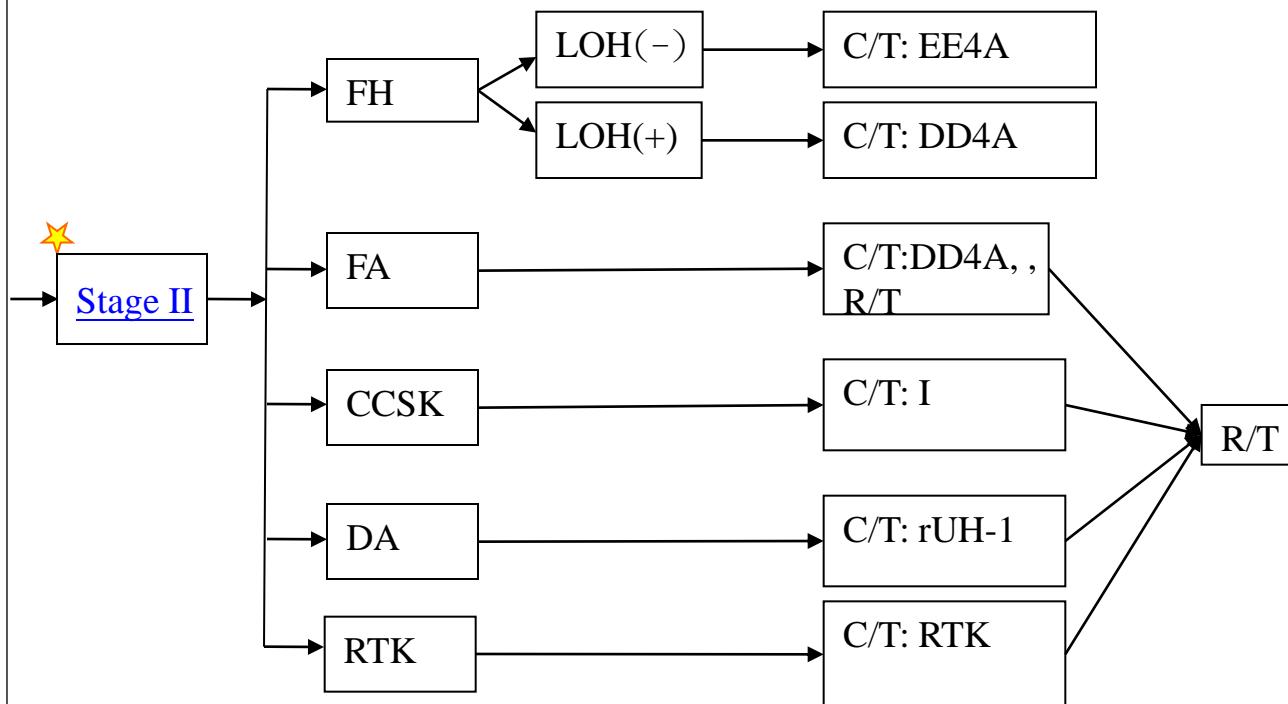 LOH(-)
C/T: EE4A
FH
LOH(+)
C/T: DD4A
Stage II
FA
C/T:DD4A, ,
R/T
CCSK
C/T: I
R/T
DA
C/T: rUH-1
RTK
C/T: RTK